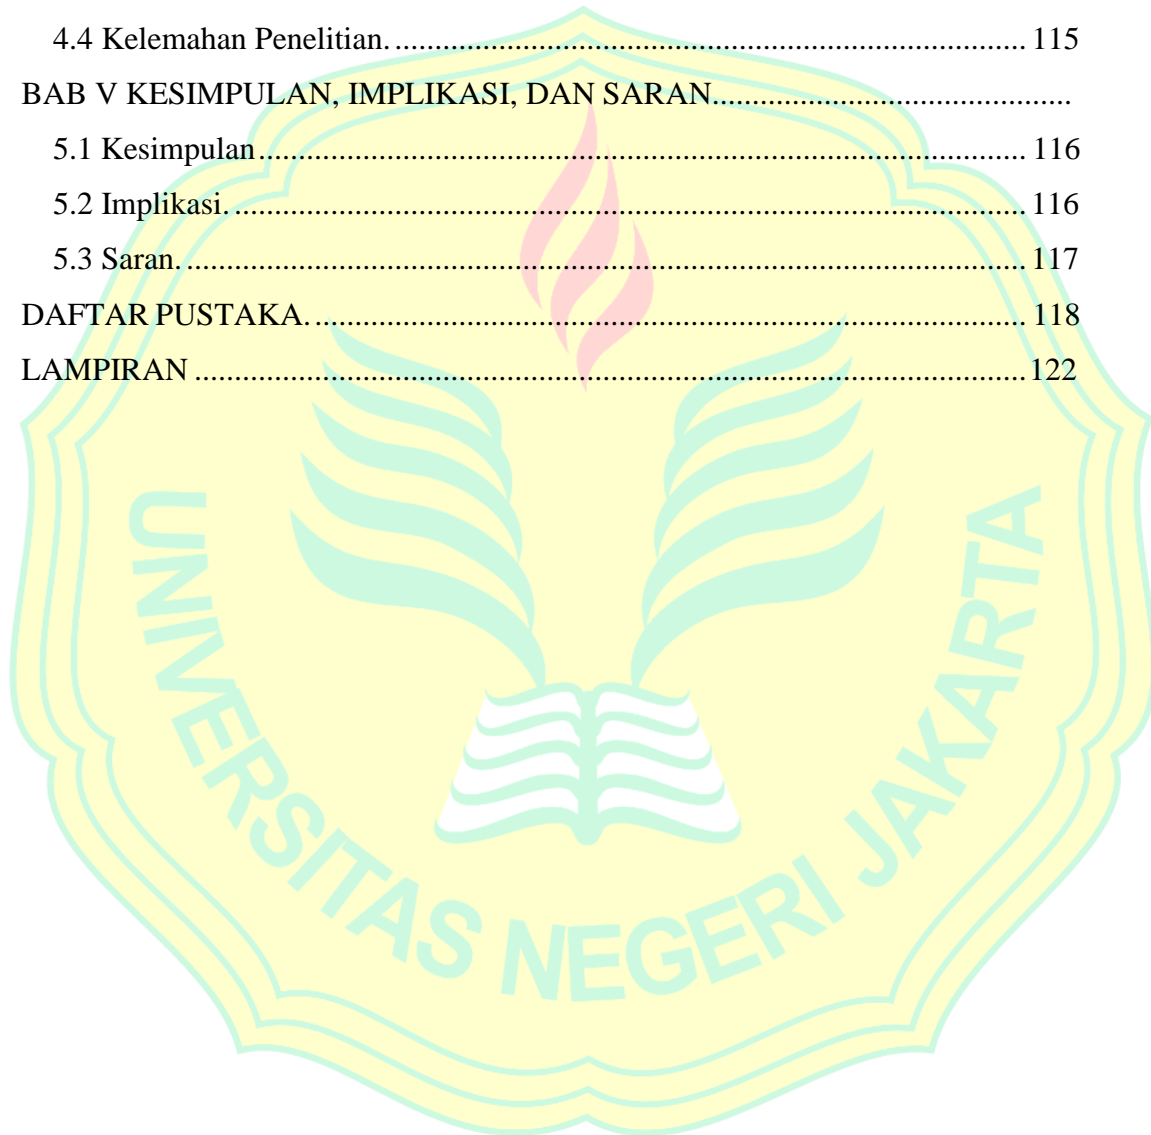 4.4 Kelemahan Penelitian. ................................................................................ 115
BAB V KESIMPULAN, IMPLIKASI, DAN SARAN.............................................
5.1 Kesimpulan ................................................................................................. 116
5.2 Implikasi. .................................................................................................... 116
5.3 Saran. .......................................................................................................... 117
DAFTAR PUSTAKA. .......................................................................................... 118
LAMPIRAN ......................................................................................................... 122
UNIVERSITAS NEGERI JAKARTA